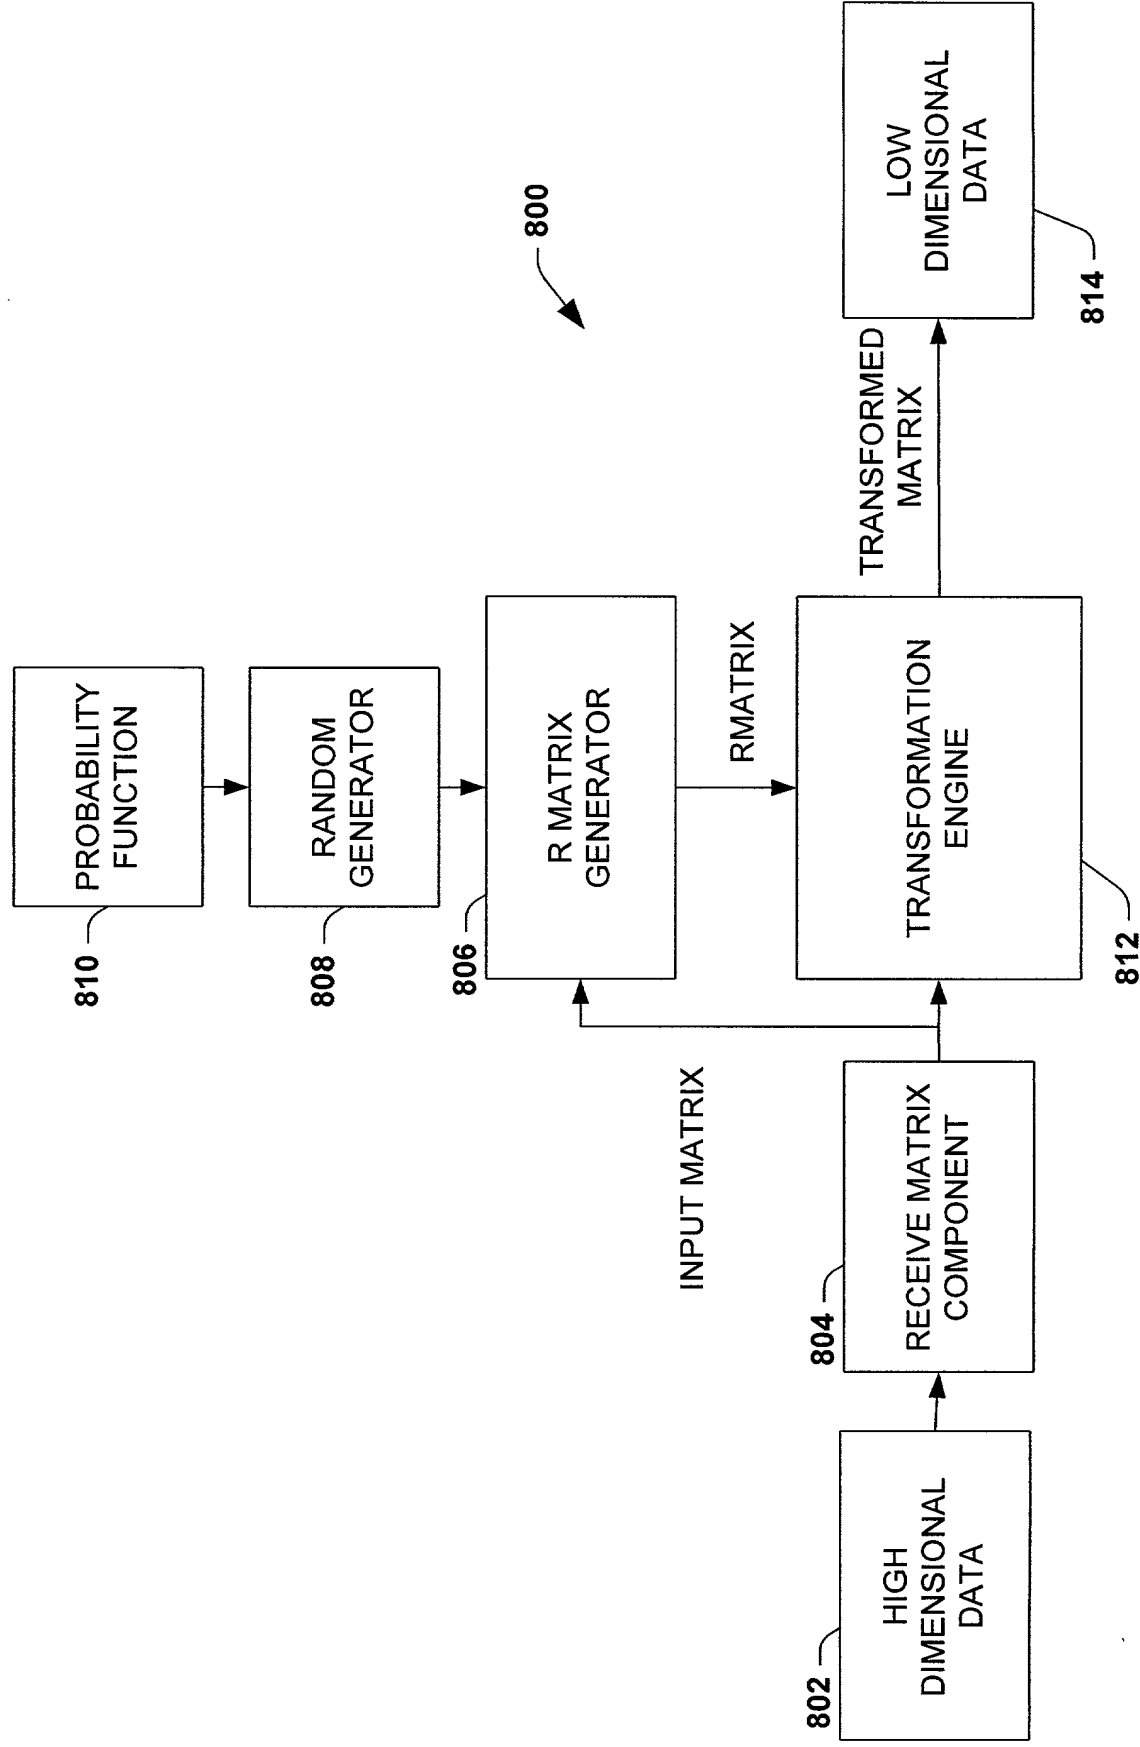 PROBABILITY
FUNCTION
810
RANDOM
GENERATOR
808
800
R MATRIX
GENERATOR
806
RMATRIX
INPUT MATRIX
HIGH
DIMENSIONAL
DATA
802
RECEIVE MATRIX
COMPONENT
804
TRANSFORMATION
ENGINE
812
TRANSFORMED
MATRIX
LOW
DIMENSIONAL
DATA
814